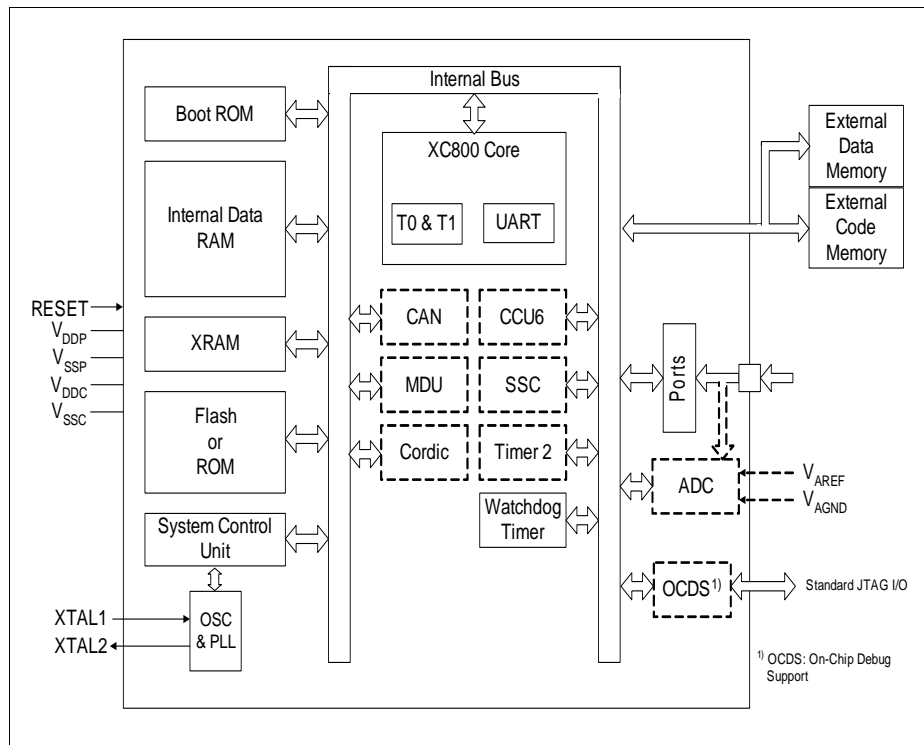 Internal Bus
Boot ROM
XC800 Core
External
Data
Memory
Internal Data
RAM
T0 & T1
UART
External
Code
Memory
RESET
VDDP
VSSP
VDDC
VSSC
XRAM
CAN
CCU6
MDU
SSC
Ports
Flash
or
ROM
Cordic
Timer 2
ADC
VAREF
VAGND
System Control
Unit
Watchdog
Timer
OCDS1)
Standard JTAG I/O
XTAL1
XTAL2
OSC
& PLL
1) OCDS: On-Chip Debug
Support